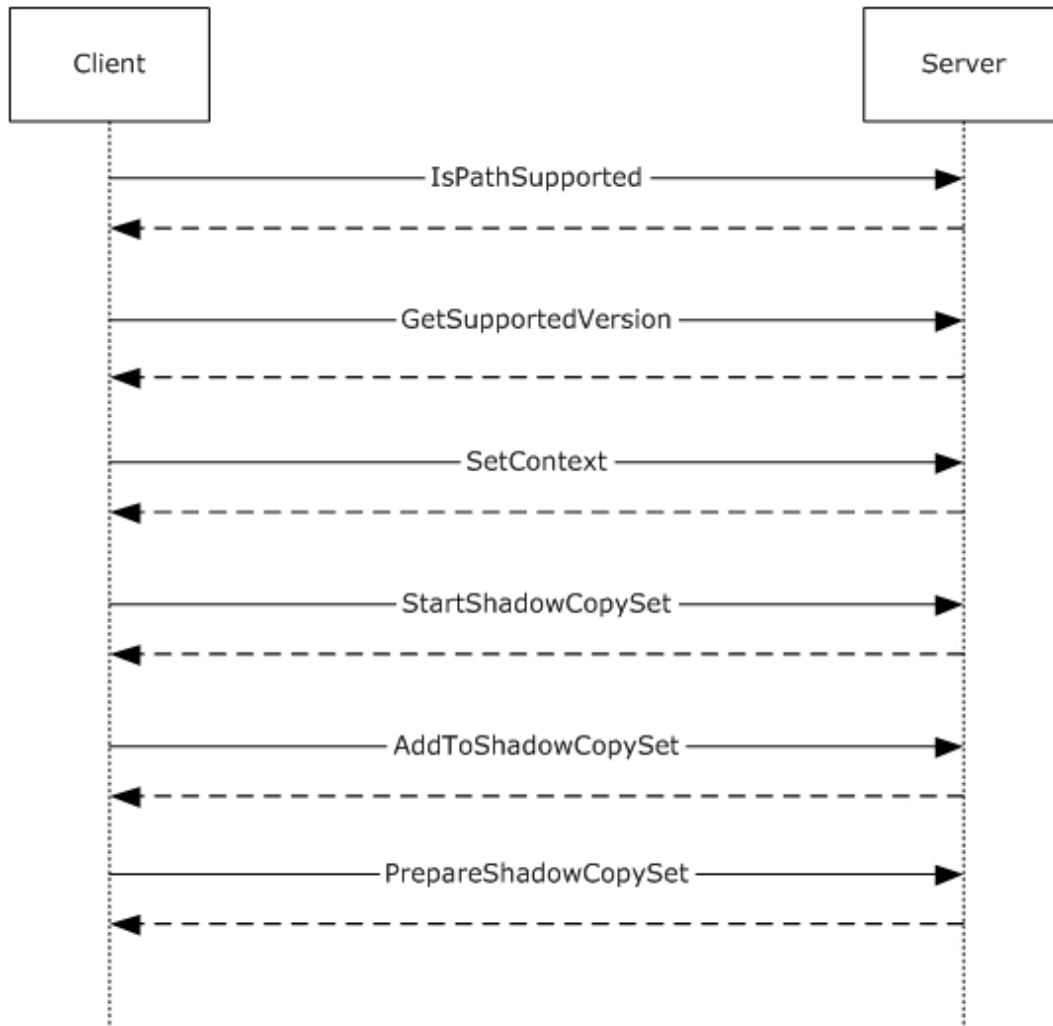 Client
Server
IsPathSupported
GetSupportedVersion
SetContext
StartShadowCopySet
AddToShadowCopySet
PrepareShadowCopySet